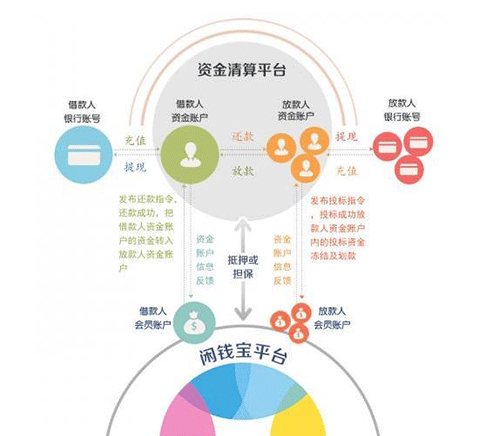 资金清算平台
借款人
银行账号
借款人
资金账户
放款人
资金账户
放款人
银行账号
充值
提现
还款
放款
提现
充值
发布还款指令,
还款成功，把
借款人资金账
户的资金转入
放款人资金账
户
资金
账户
信息
反馈
抵押或
担保
资金
账户
信息
反馈
发布投标指令
，投标成功放
款人资金账户
内的投标资金
冻结及划款
借款人
会员账户
放款人
会员账户
闲钱宝平台